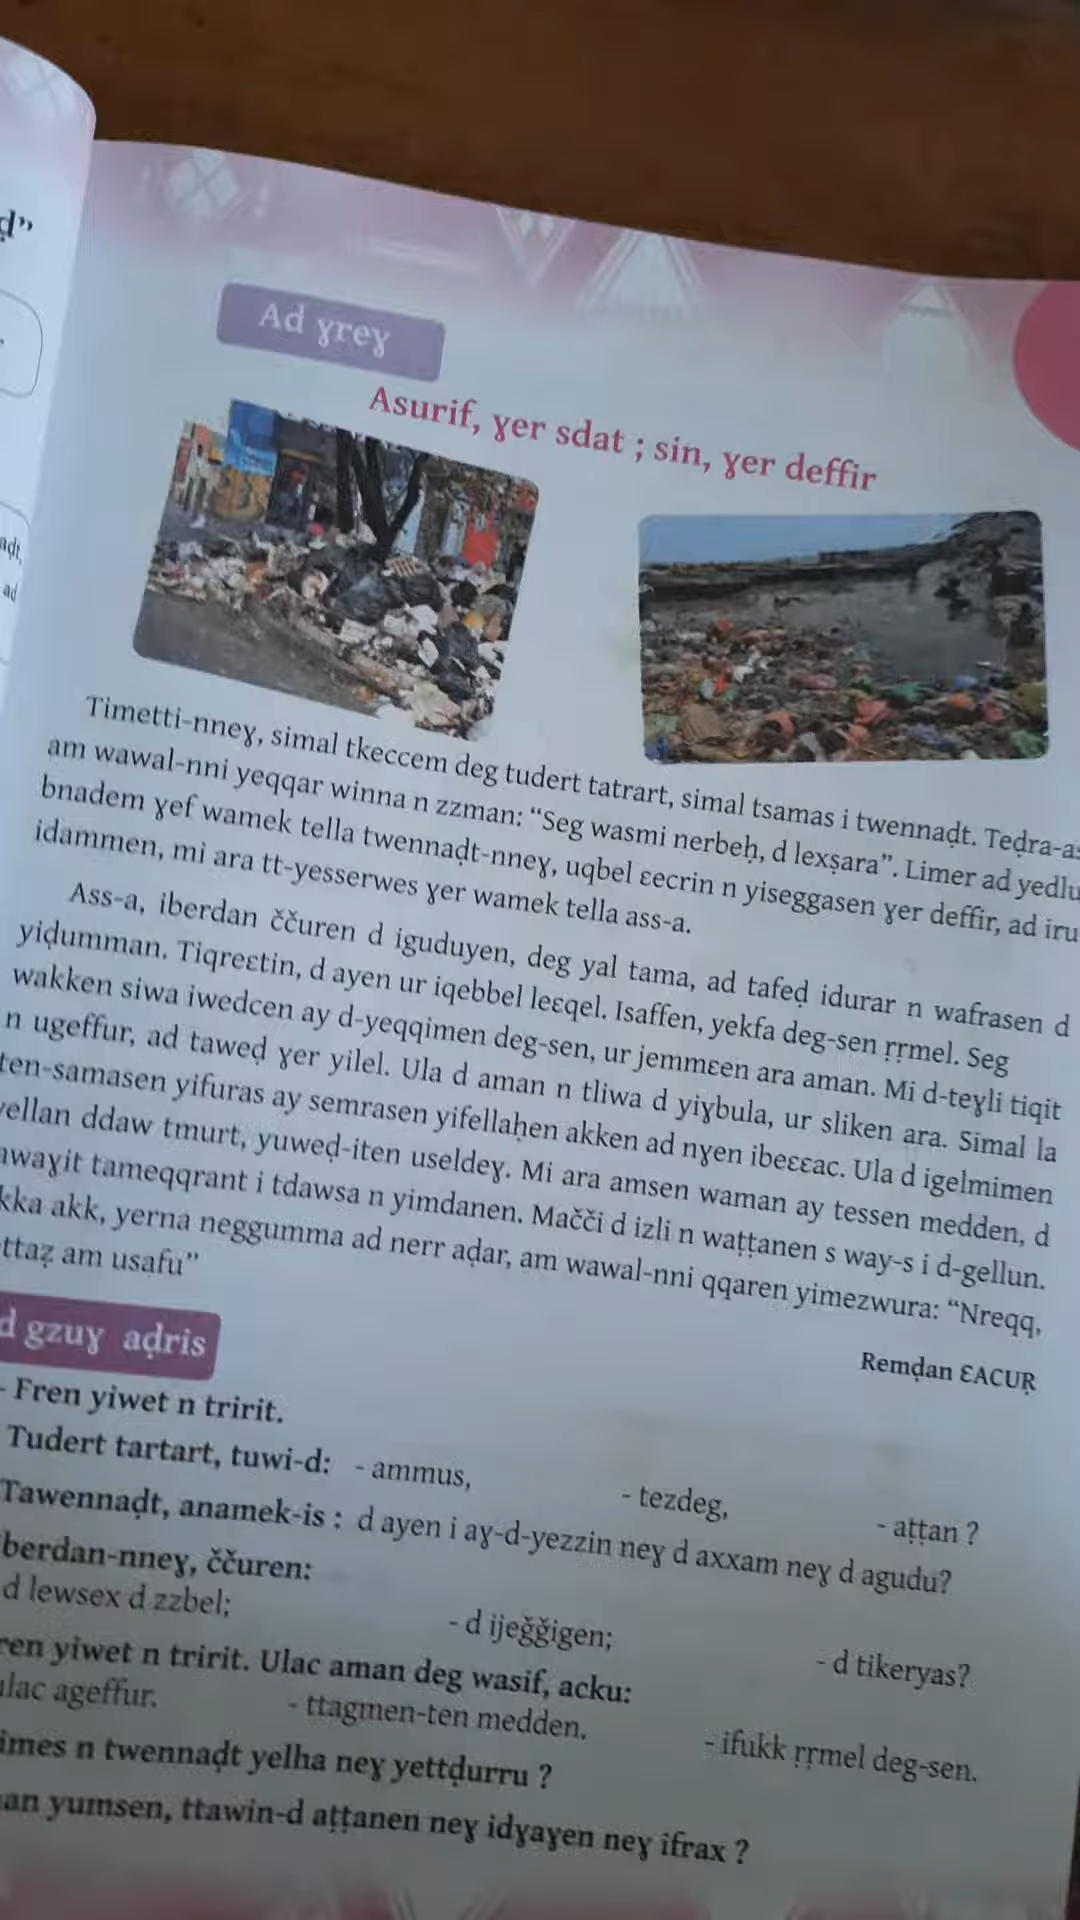 ḍ”
aḍt,
ad
Ad ɣreɣ
Asurif, ɣer sdat ; sin, ɣer deffir
Timetti-nneɣ, simal tkeccem deg tudert tatrart, simal tsamas i twennaḍt. Teḍra-as
am wawal-nni yeqqar winna n zzman: “Seg wasmi nerbeḥ, d lexṣara”. Limer ad yedlu
bnadem ɣef wamek tella twennaḍt-nneɣ, uqbel ɛecrin n yiseggasen ɣer deffir, ad iru
idammen, mi ara tt-yesserwes ɣer wamek tella ass-a.
Ass-a, iberdan ččuren d iguduyen, deg yal tama, ad tafeḍ idurar n wafrasen d
yiḍumman. Tiqreɛtin, d ayen ur iqebbel leɛqel. Isaffen, yekfa deg-sen ṛṛmel. Seg
wakken siwa iwedcen ay d-yeqqimen deg-sen, ur jemmɛen ara aman. Mi d-teɣli tiqit
n ugeffur, ad taweḍ ɣer yilel. Ula d aman n tliwa d yiɣbula, ur sliken ara. Simal la
ten-samasen yifuras ay semrasen yifellaḥen akken ad nɣen ibeɛɛac. Ula d igelmimen
yellan ddaw tmurt, yuweḍ-iten useldeɣ. Mi ara amsen waman ay tessen medden, d
awaɣit tameqqrant i tdawsa n yimdanen. Mačči d izli n waṭṭanen s way-s i d-gellun.
kka akk, yerna neggumma ad nerr aḍar, am wawal-nni qqaren yimezwura: “Nreqq,
ttaẓ am usafu”
Remḍan ƐACUṚ
d gzuɣ aḍris
- Fren yiwet n tririt.
Tudert tartart, tuwi-d: - ammus, - tezdeg, - aṭṭan ?
Tawennaḍt, anamek-is : d ayen i aɣ-d-yezzin neɣ d axxam neɣ d agudu?
berdan-nneɣ, ččuren:
d lewsex d zzbel; - d ijeǧǧigen; - d tikeryas?
ren yiwet n tririt. Ulac aman deg wasif, acku:
ulac ageffur. - ttagmen-ten medden. - ifukk ṛṛmel deg-sen.
imes n twennaḍt yelha neɣ yettḍurru ?
an yumsen, ttawin-d aṭṭanen neɣ idɣaɣen neɣ ifrax ?